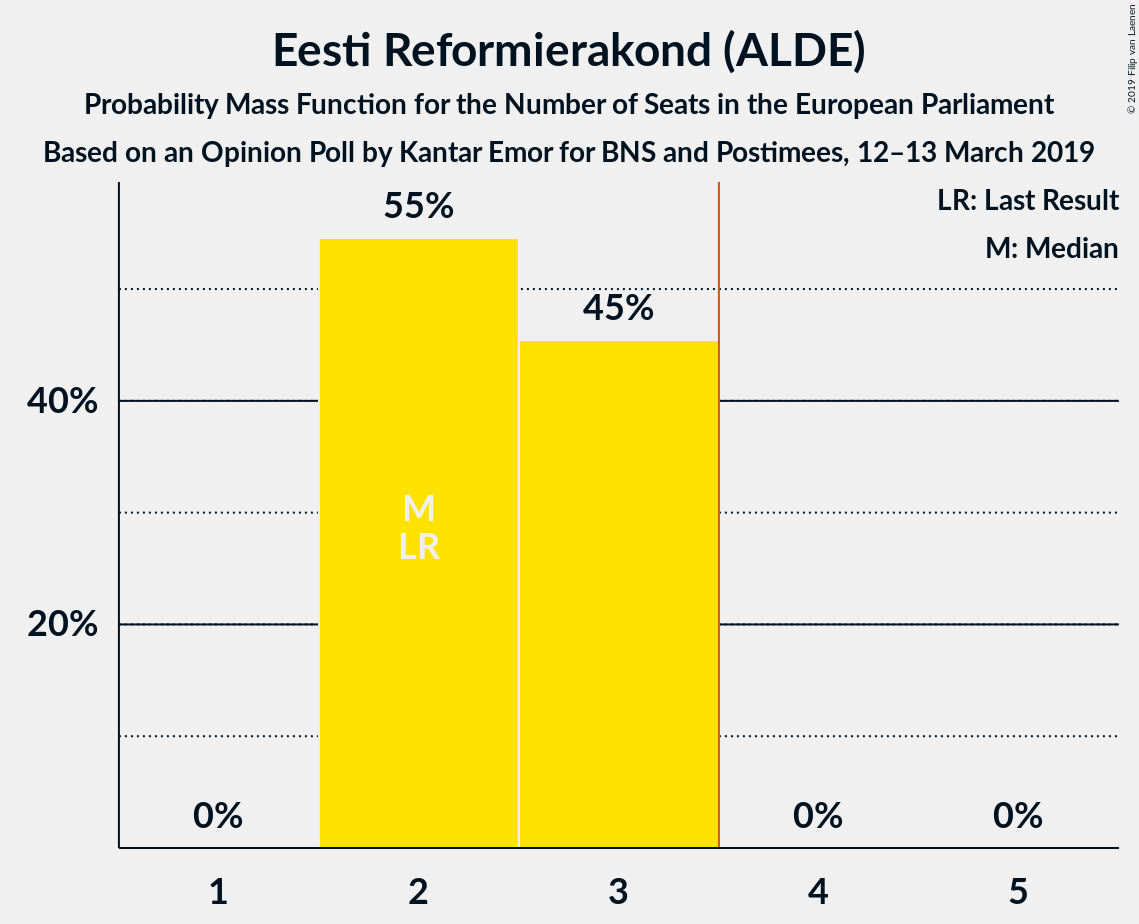 Eesti Reformierakond (ALDE)
Probability Mass Function for the Number of Seats in the European Parliament
Based on an Opinion Poll by Kantar Emor for BNS and Postimees, 12–13 March 2019
© 2019 Filip van Laenen
LR: Last Result
M: Median
55%
45%
40%
M
LR
20%
0%
0%
0%
1
2
3
4
5